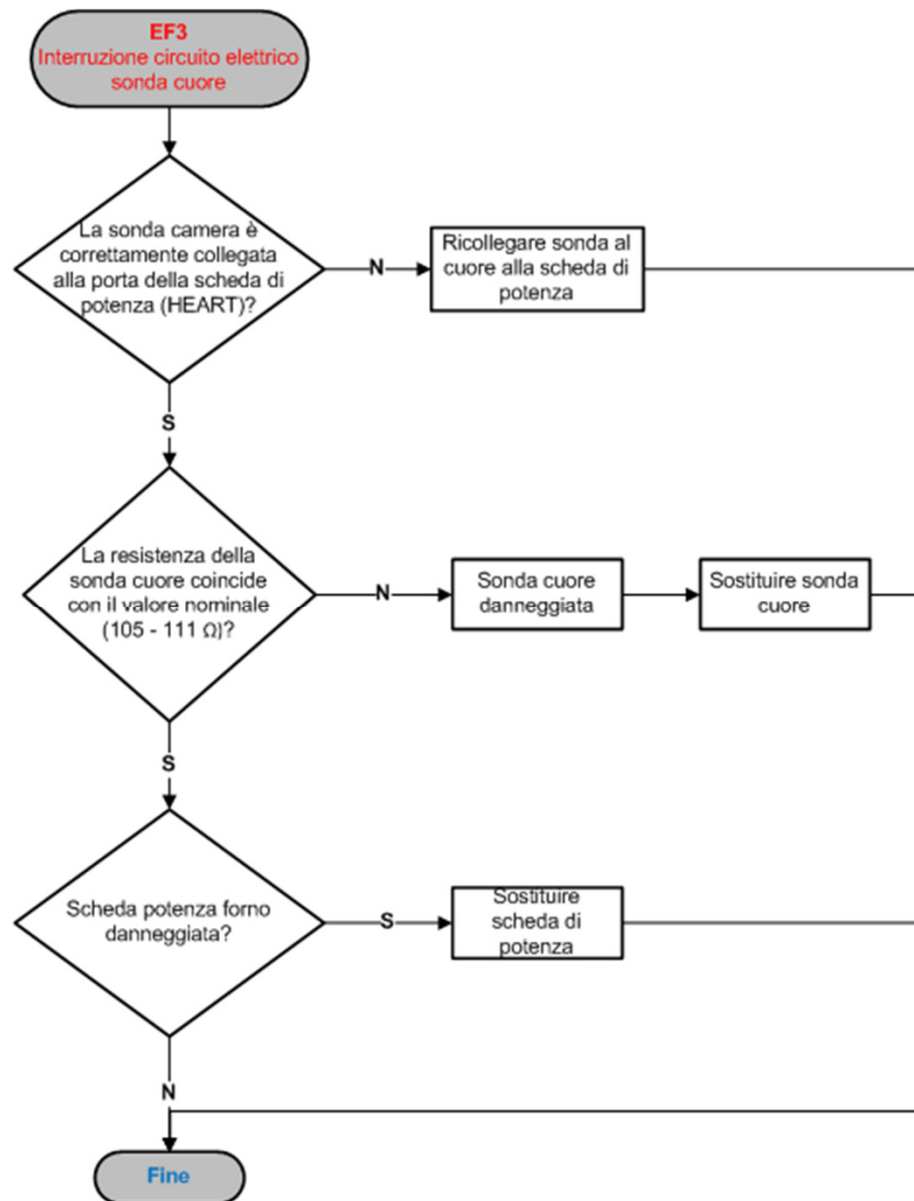 EF3
Interruzione circuito elettrico
sonda cuore
La sonda camera è
correttamente collegata
alla porta della scheda di
potenza (HEART)?
N
Ricollegare sonda al
cuore alla scheda di
potenza
S
La resistenza della
sonda cuore coincide
con il valore nominale
(105 - 111 Ω)?
N
Sonda cuore
danneggiata
Sostituire sonda
cuore
S
Scheda potenza forno
danneggiata?
S
Sostituire
scheda di
potenza
N
Fine